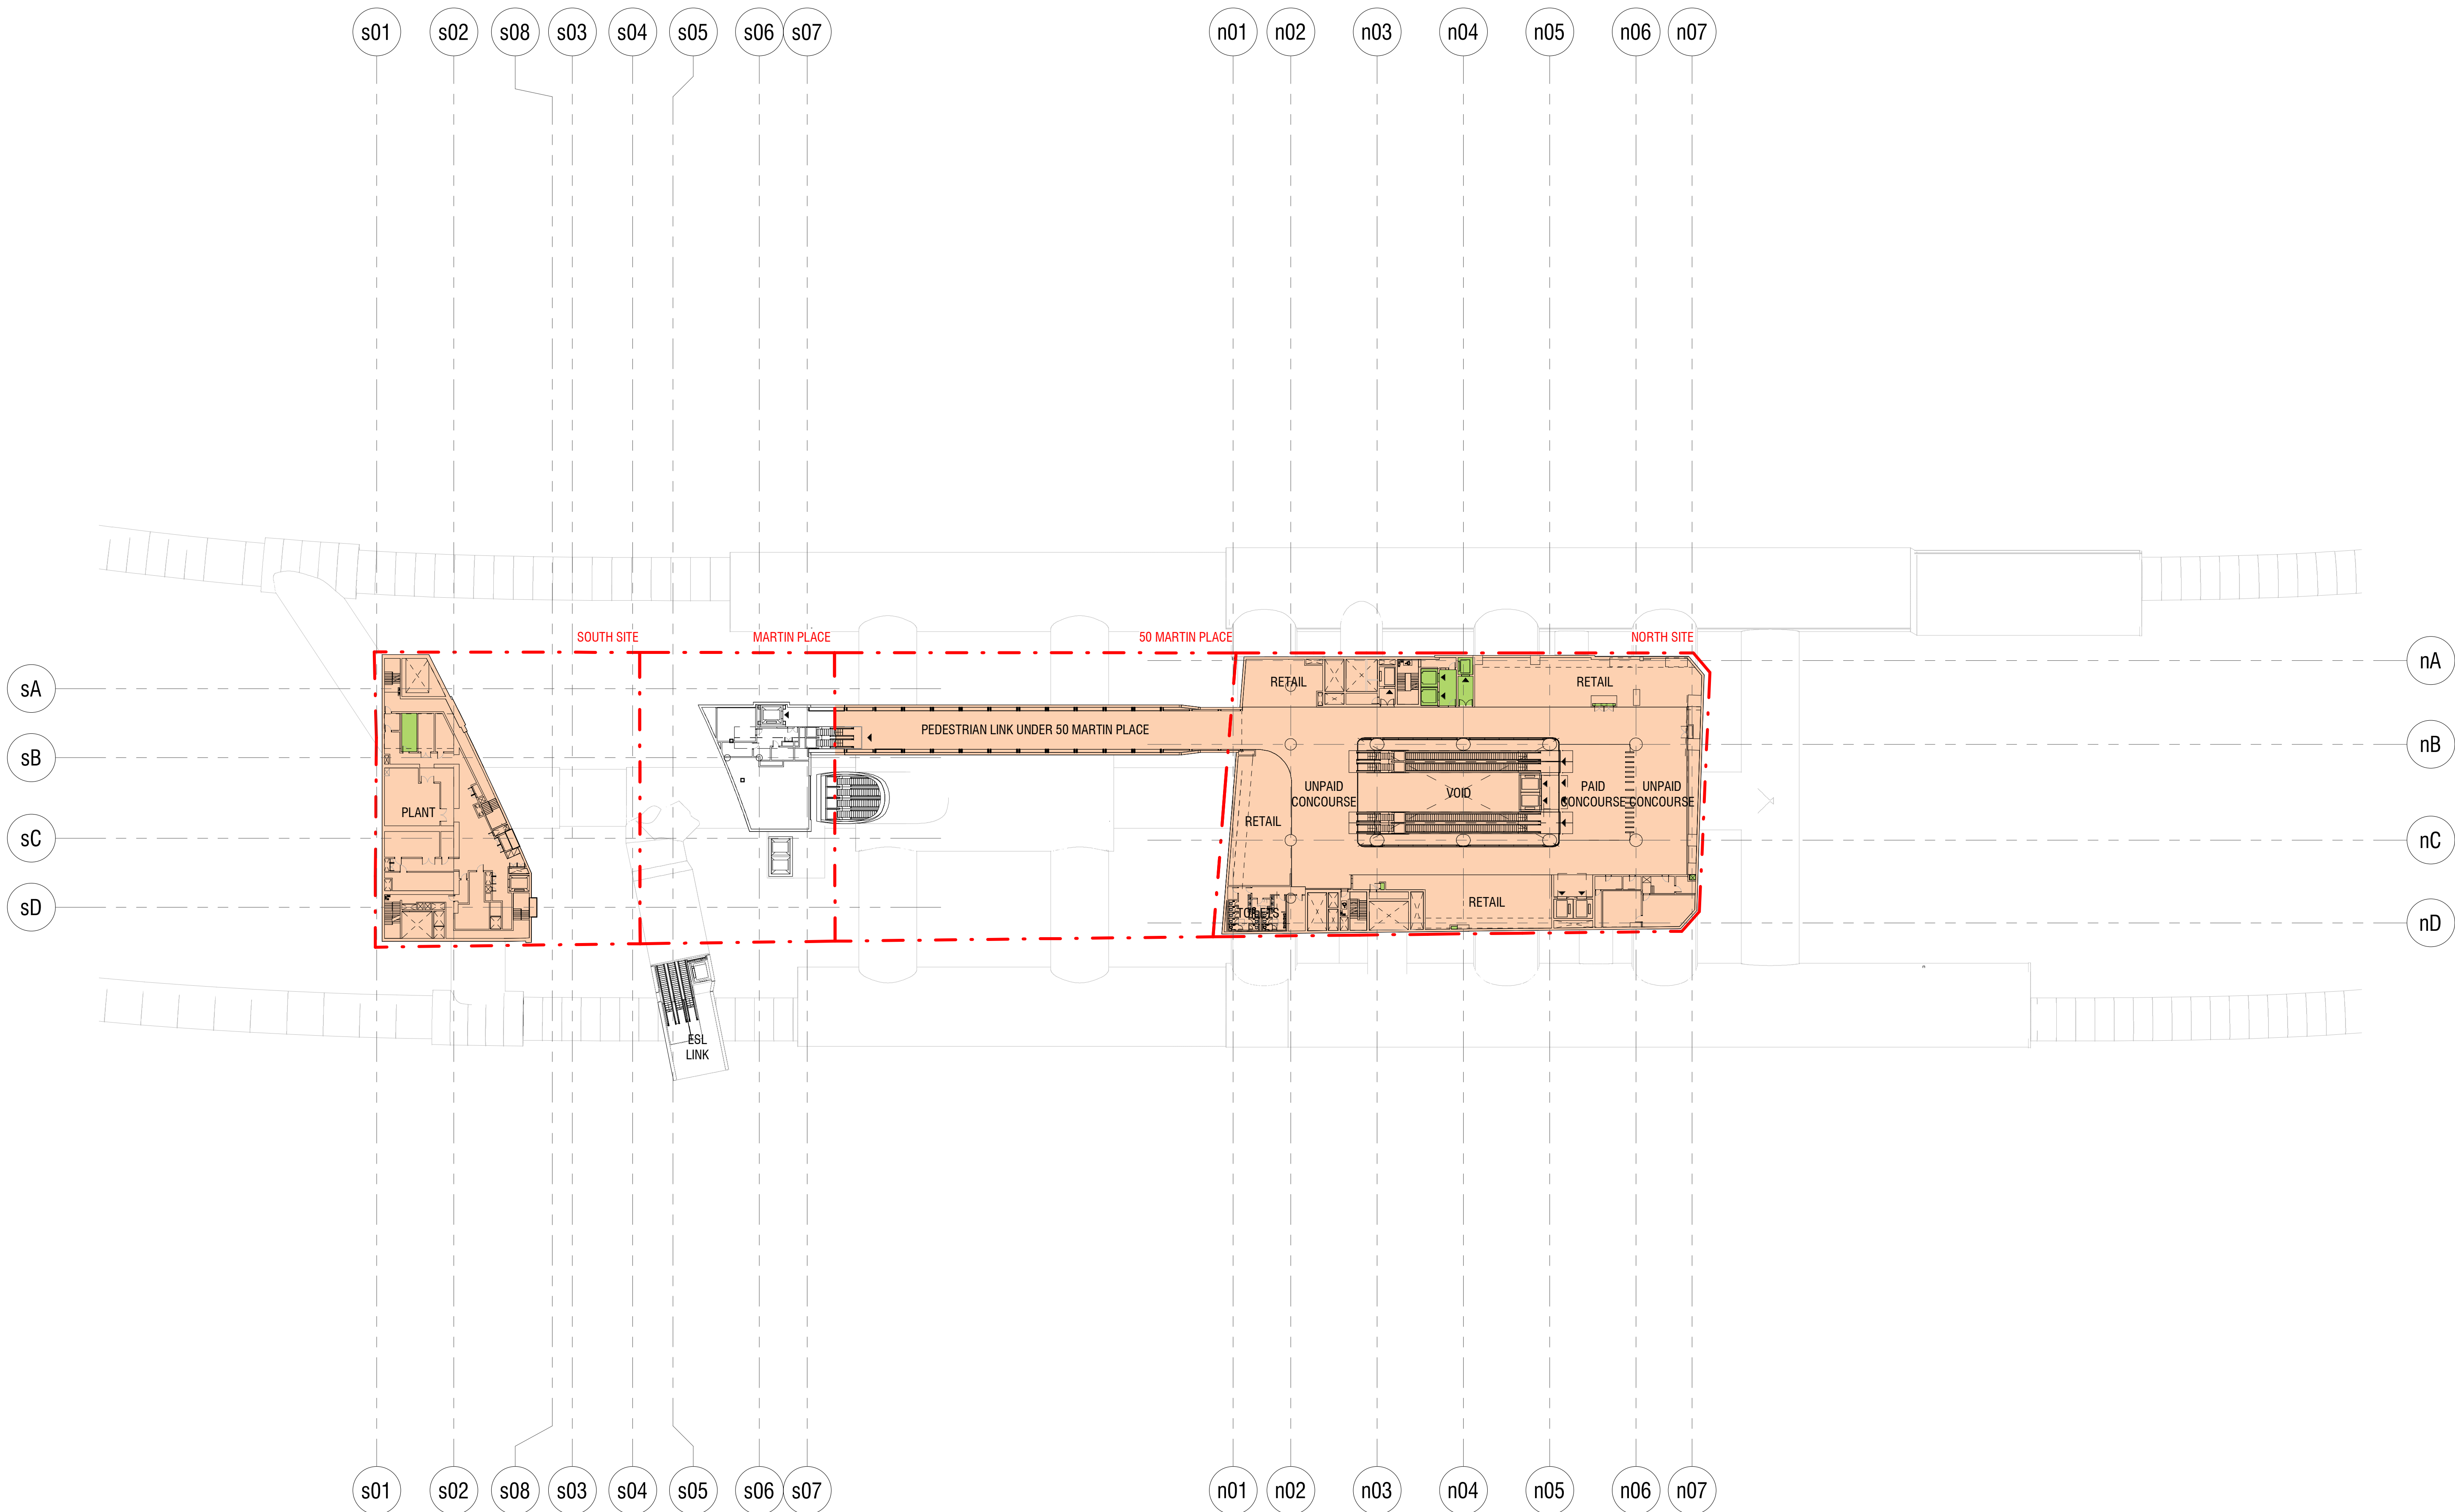 s01 s02 s08 s03 s04 s05 s06 s07 n01 n02 n03 n04 n05 n06 n07
SOUTH SITE MARTIN PLACE 50 MARTIN PLACE NORTH SITE
nA
sA
RETAIL RETAIL
PEDESTRIAN LINK UNDER 50 MARTIN PLACE
nB
sB
UNPAID
CONCOURSE
VOID
PAID
CONCOURSE
UNPAID
CONCOURSE
PLANT
RETAIL
sC
nC
RETAIL
sD
TOILETS
nD
ESL
LINK
s01 s02 s08 s03 s04 s05 s06 s07 n01 n02 n03 n04 n05 n06 n07